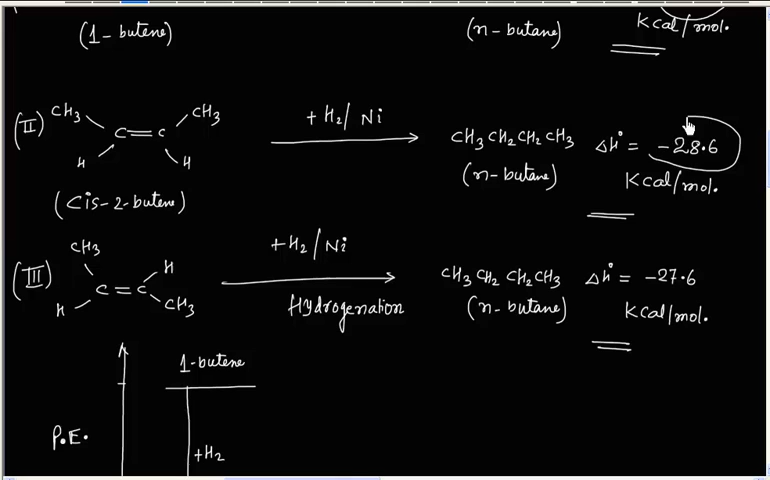 (1-butene) (n-butane) Kcal/mol.
(II) CH3 CH3
C=C
H H
+H2/Ni
CH3CH2CH2CH3 ΔH° = -28.6
(n-butane) Kcal/mol.
(Cis-2-butene)
(III) CH3 H
C=C
H CH3
+H2/Ni
Hydrogenation
CH3CH2CH2CH3 ΔH° = -27.6
(n-butane) Kcal/mol.
1-butene
P.E.
+H2